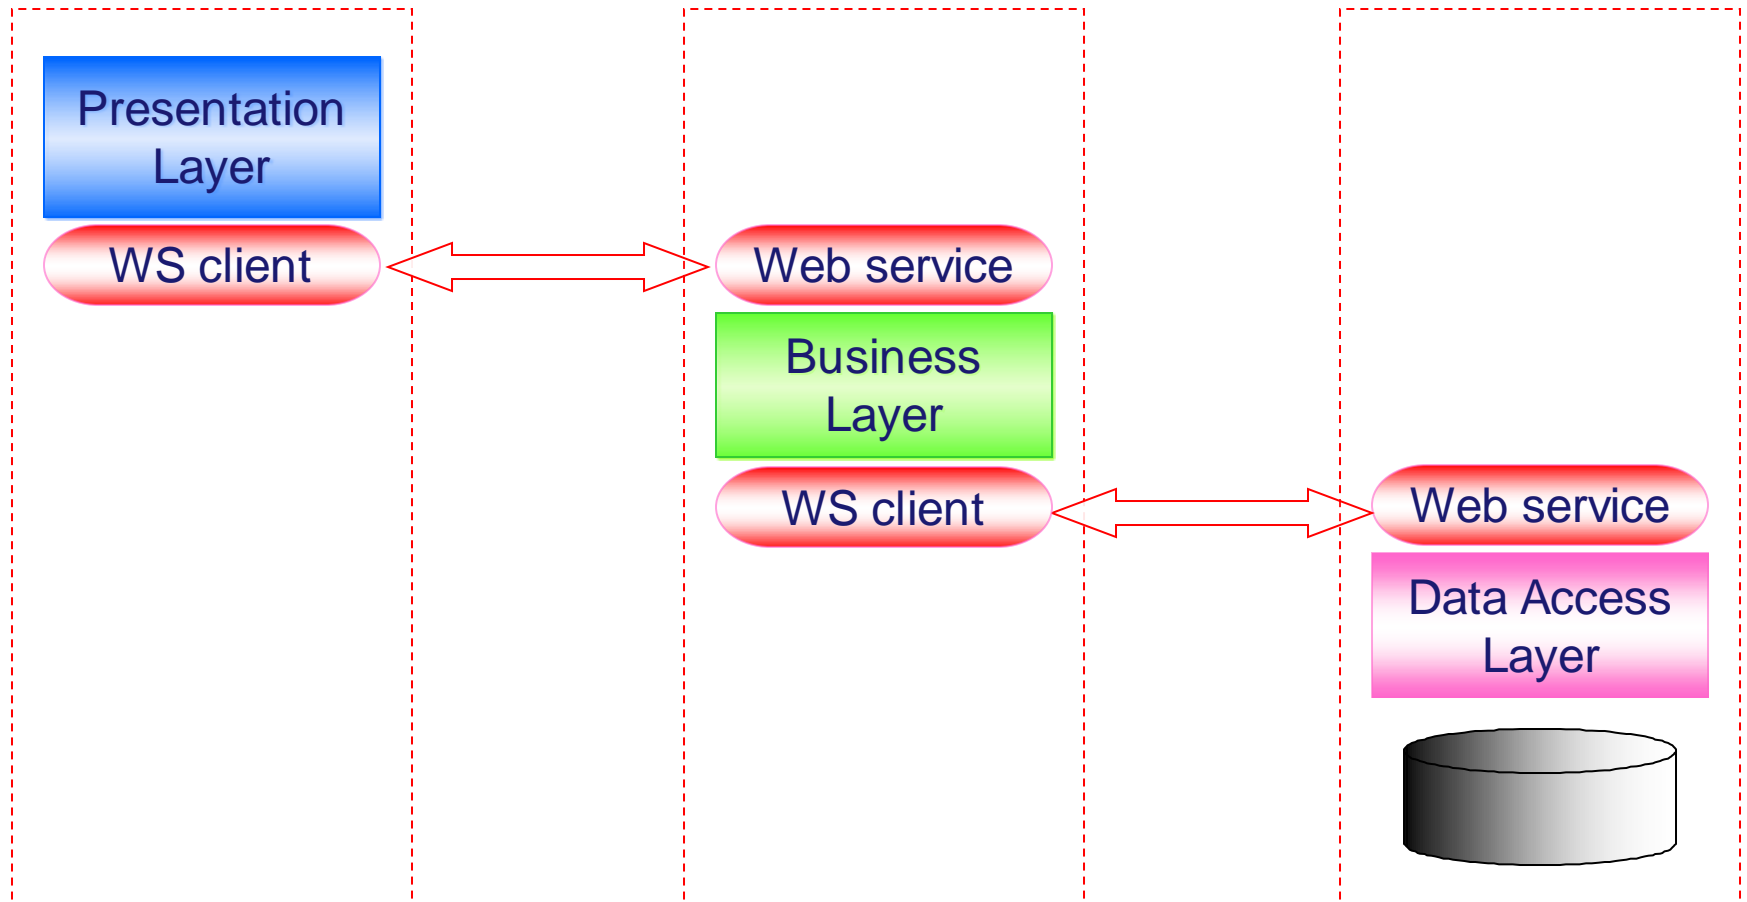 Presentation
Layer
WS client
Web service
Business
Layer
WS client
Web service
Data Access
Layer